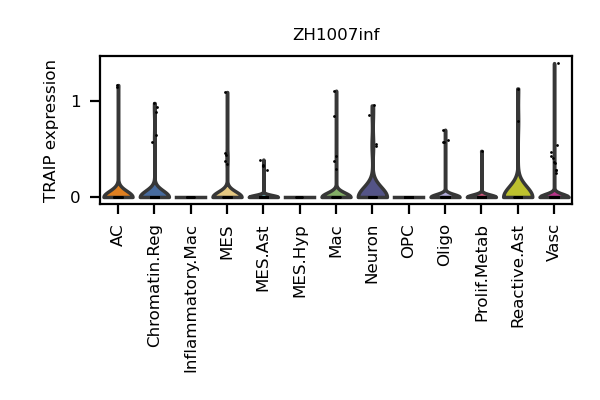 ZH1007inf
TRAIP expression
1
0
AC
Chromatin.Reg
Inflammatory.Mac
MES
MES.Ast
MES.Hyp
Mac
Neuron
OPC
Oligo
Prolif.Metab
Reactive.Ast
Vasc